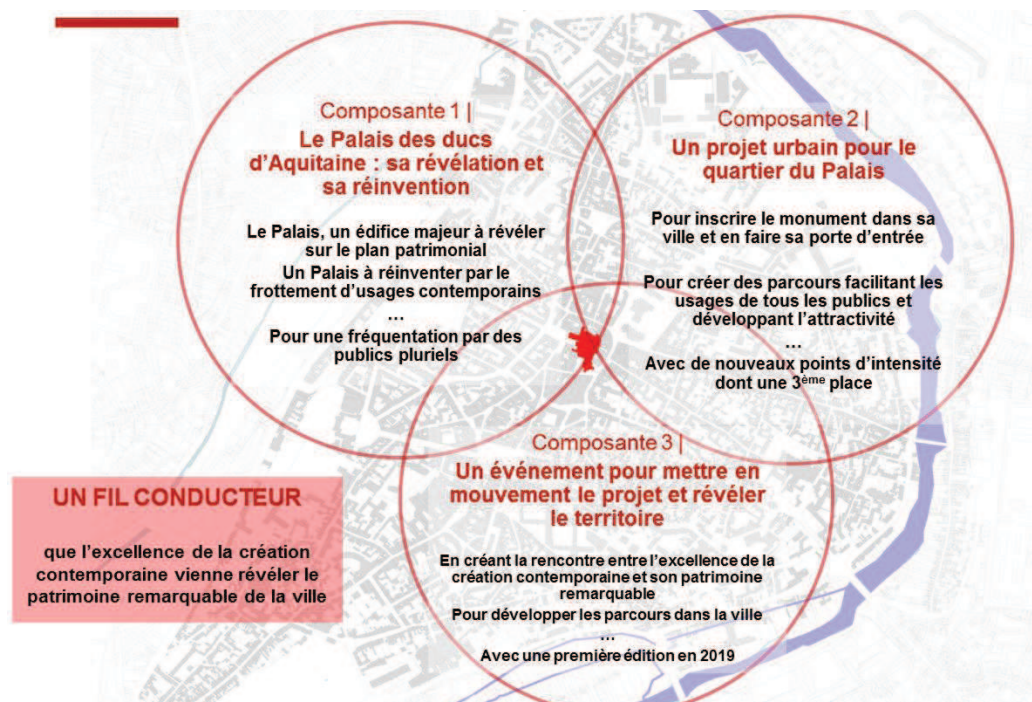 Composante 1 |
Le Palais des ducs
d’Aquitaine : sa révélation et
sa réinvention
Le Palais, un édifice majeur à révéler
sur le plan patrimonial
Un Palais à réinventer par le
frottement d’usages contemporains
…
Pour une fréquentation par des
publics pluriels
Composante 2 |
Un projet urbain pour le
quartier du Palais
Pour inscrire le monument dans sa
ville et en faire sa porte d’entrée
Pour créer des parcours facilitant les
usages de tous les publics et
développant l’attractivité
…
Avec de nouveaux points d’intensité
dont une 3ème place
Composante 3 |
Un événement pour mettre en
mouvement le projet et révéler
le territoire
En créant la rencontre entre l’excellence de la
création contemporaine et son patrimoine
remarquable
Pour développer les parcours dans la ville
…
Avec une première édition en 2019
UN FIL CONDUCTEUR
que l’excellence de la création
contemporaine vienne révéler le
patrimoine remarquable de la ville